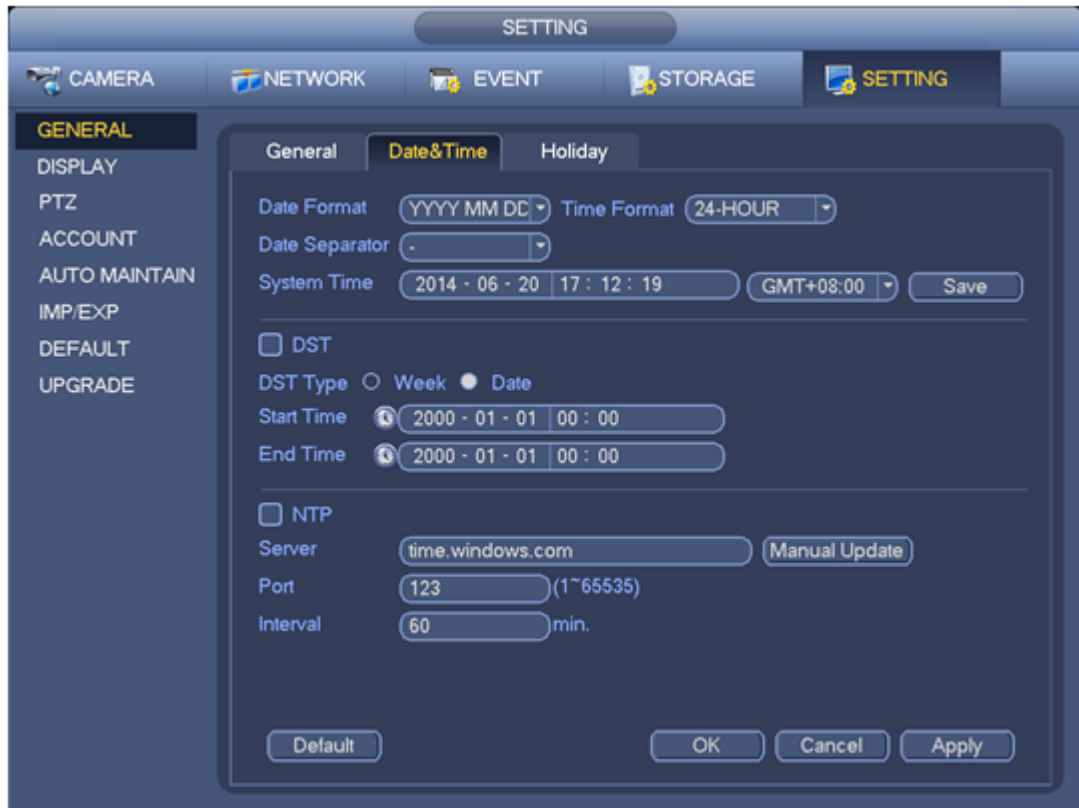 SETTING
CAMERA NETWORK EVENT STORAGE SETTING
GENERAL
DISPLAY
PTZ
ACCOUNT
AUTO MAINTAIN
IMP/EXP
DEFAULT
UPGRADE
General Date&Time Holiday
Date Format YYYY MM DD Time Format 24-HOUR
Date Separator -
System Time 2014 - 06 - 20 17 : 12 : 19 GMT+08:00 Save
DST
DST Type Week Date
Start Time 2000 - 01 - 01 00 : 00
End Time 2000 - 01 - 01 00 : 00
NTP
Server time.windows.com Manual Update
Port 123 (1~65535)
Interval 60 min.
Default OK Cancel Apply